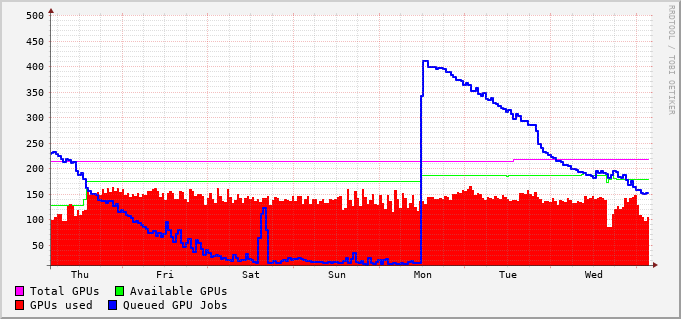 500
450
400
350
300
250
200
150
100
50
Thu Fri Sat Sun Mon Tue Wed
Total GPUs Available GPUs
GPUs used Queued GPU Jobs
RRDTOOL / TOBI OETIKER